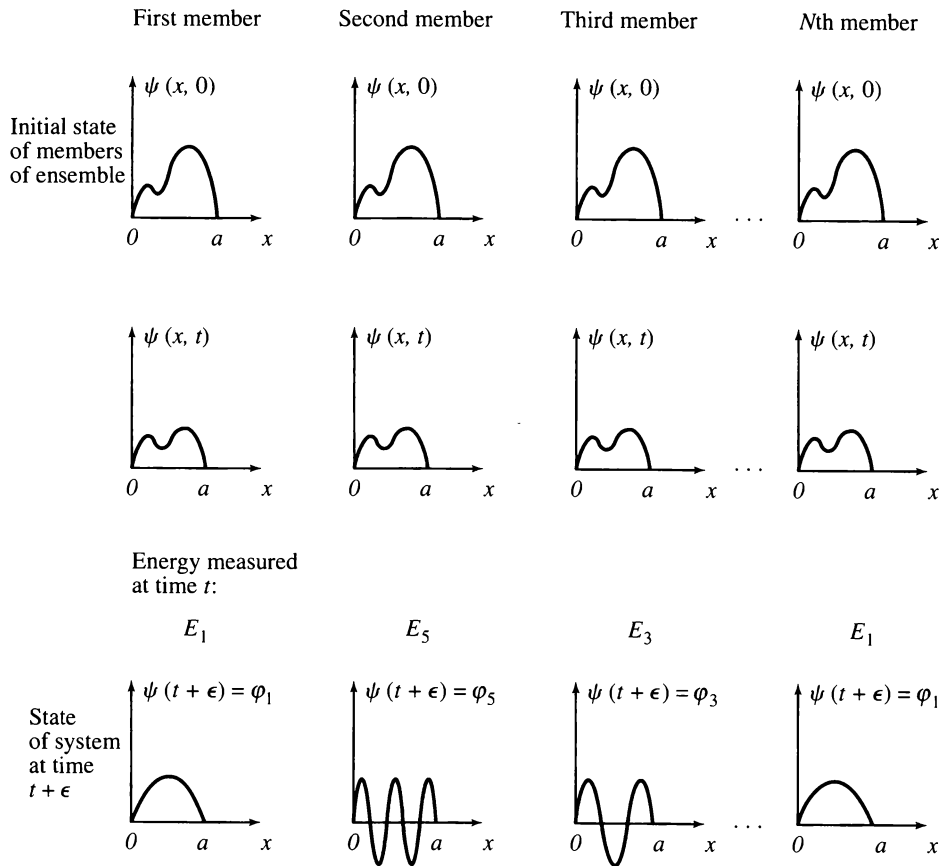 First member Second member Third member Nth member
ψ (x, 0) ψ (x, 0) ψ (x, 0) ψ (x, 0)
Initial state
of members
of ensemble
0 a x 0 a x 0 a x · · · 0 a x
ψ (x, t) ψ (x, t) ψ (x, t) ψ (x, t)
0 a x 0 a x 0 a x · · · 0 a x
Energy measured
at time t:
E₁ E₅ E₃ E₁
ψ (t + ϵ) = φ₁ ψ (t + ϵ) = φ₅ ψ (t + ϵ) = φ₃ ψ (t + ϵ) = φ₁
State
of system
at time
t + ϵ
0 a x 0 a x 0 a x · · · 0 a x